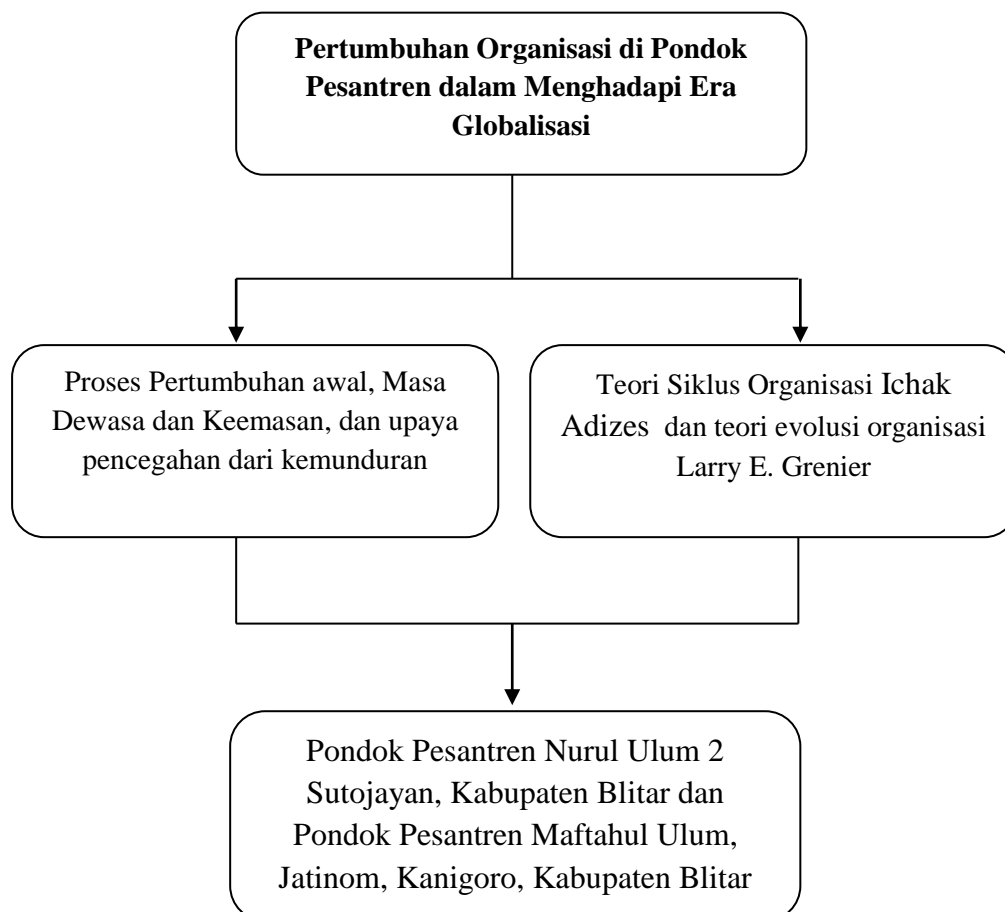 Pertumbuhan Organisasi di Pondok
Pesantren dalam Menghadapi Era
Globalisasi
Proses Pertumbuhan awal, Masa
Dewasa dan Keemasan, dan upaya
pencegahan dari kemunduran
Teori Siklus Organisasi Ichak
Adizes dan teori evolusi organisasi
Larry E. Grenier
Pondok Pesantren Nurul Ulum 2
Sutojayan, Kabupaten Blitar dan
Pondok Pesantren Maftahul Ulum,
Jatinom, Kanigoro, Kabupaten Blitar